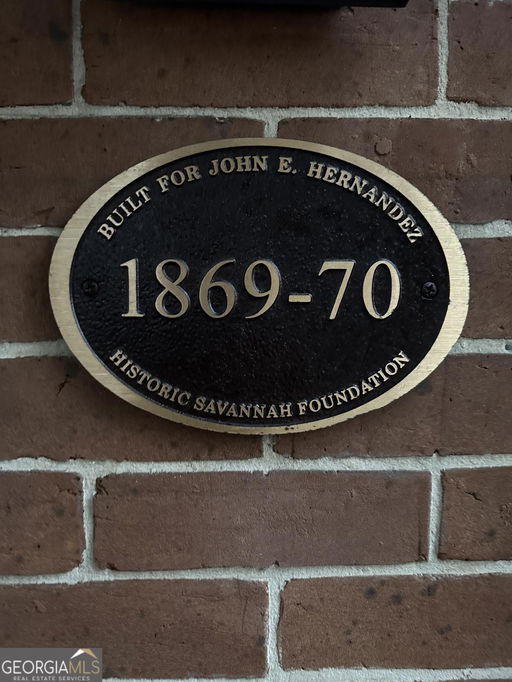 BUILT FOR JOHN E. HERNANDEZ
1869-70
HISTORIC SAVANNAH FOUNDATION
GEORGIAMLS
REAL ESTATE SERVICES